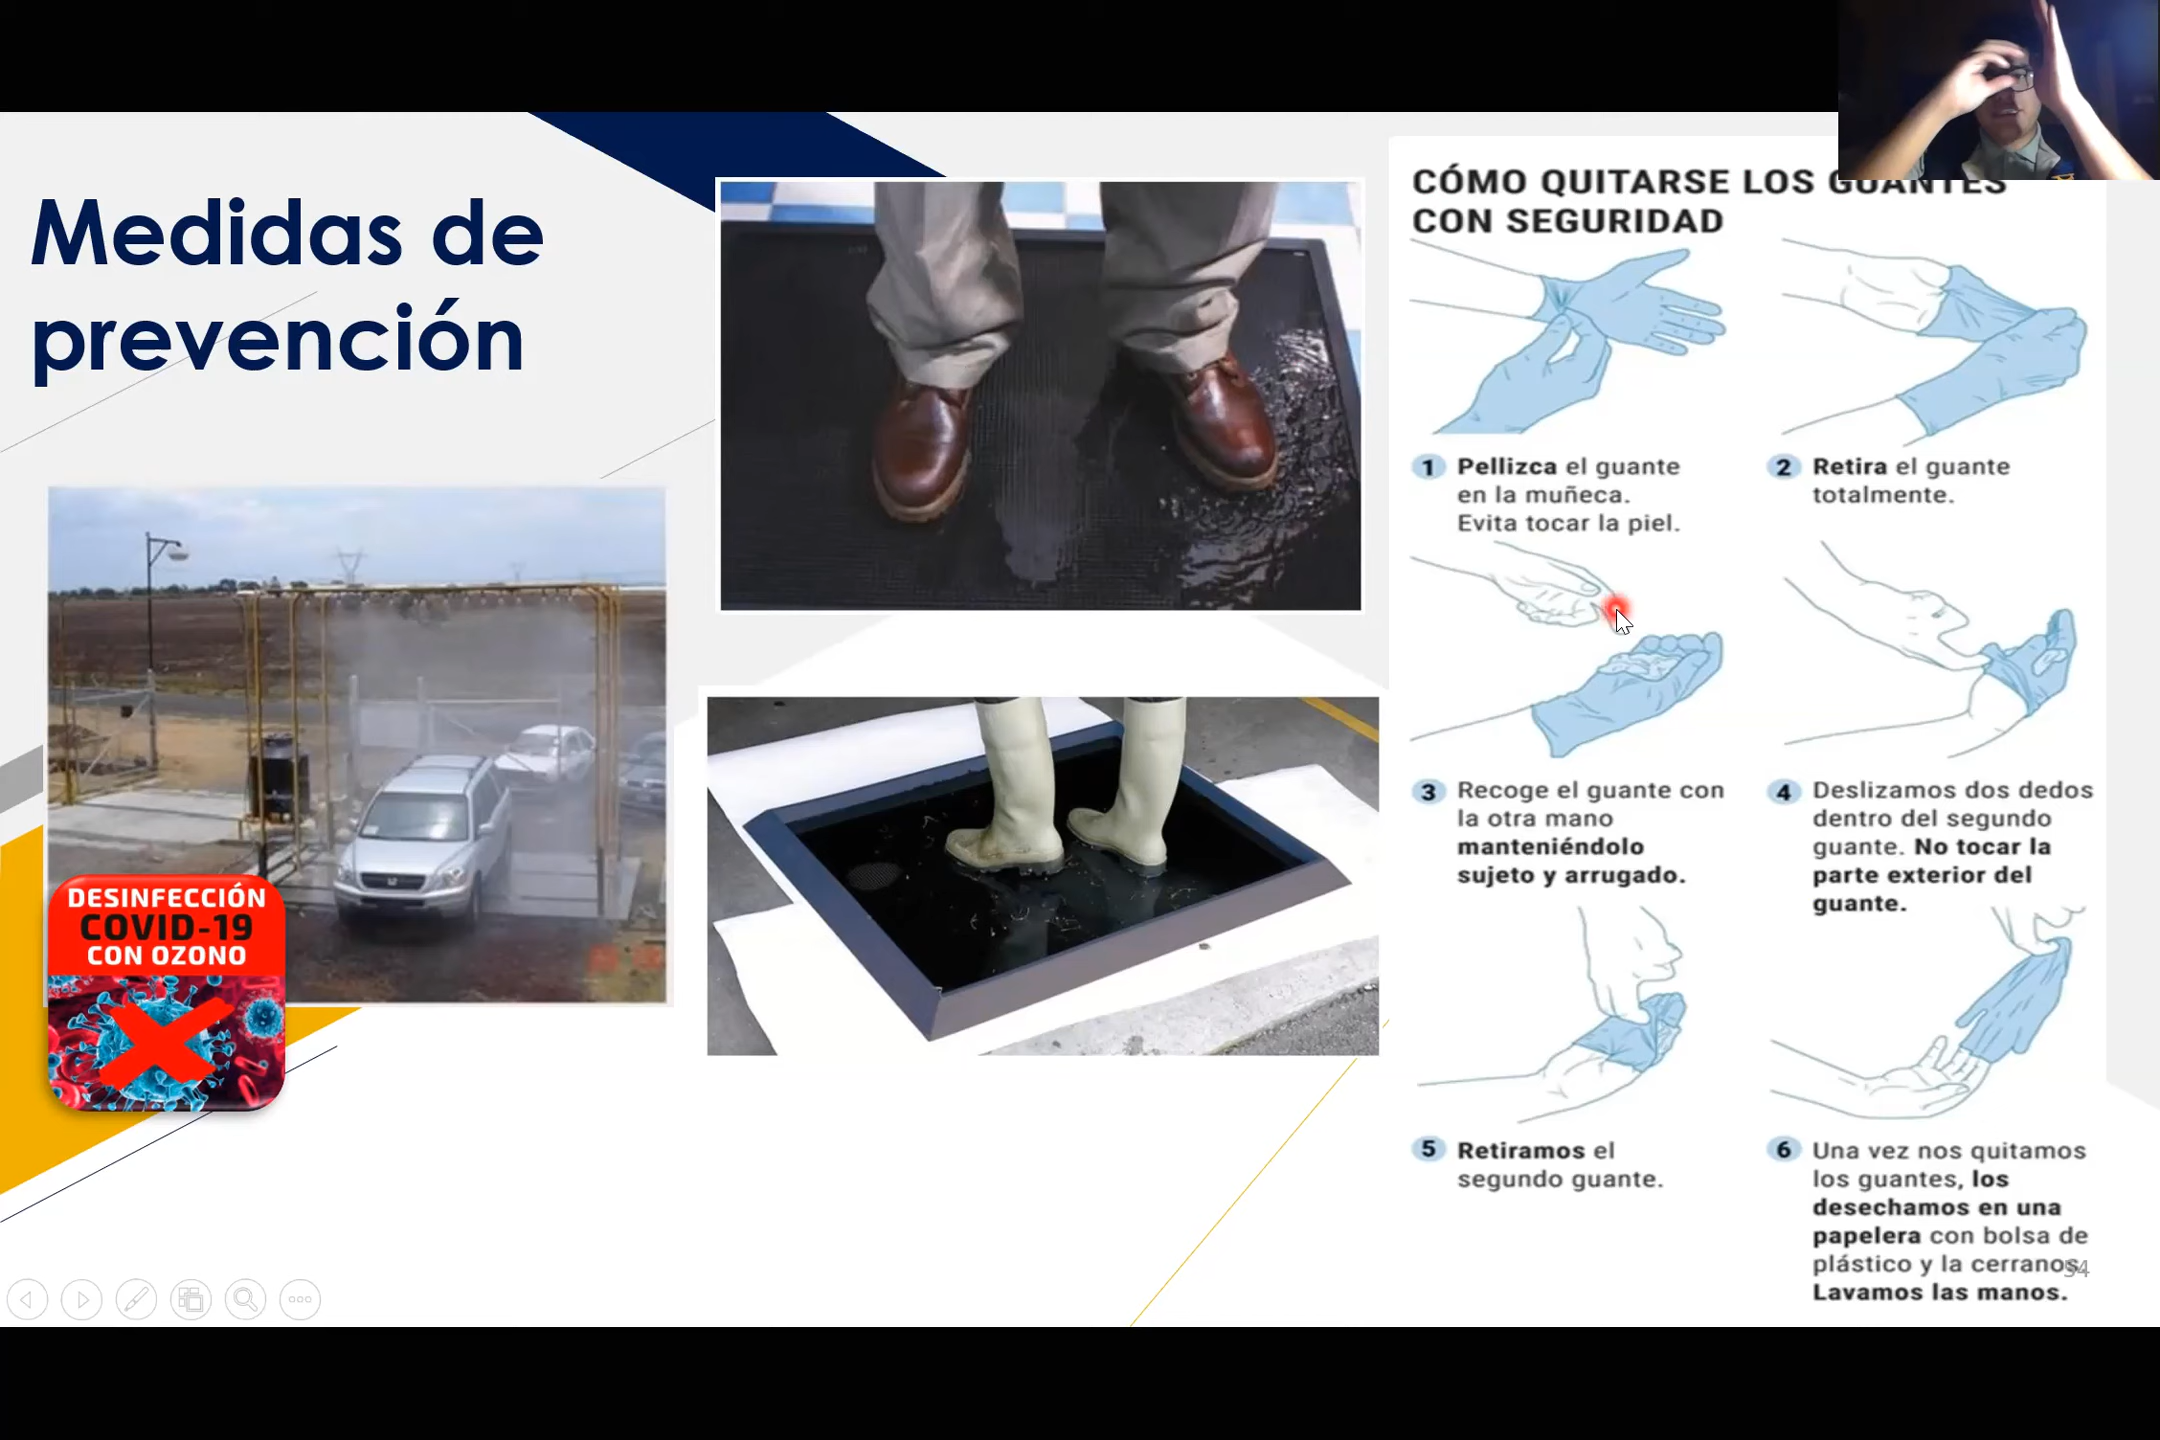 Medidas de
prevención
DESINFECCIÓN
COVID-19
CON OZONO
CÓMO QUITARSE LOS GUANTES
CON SEGURIDAD
1 Pellizca el guante
en la muñeca.
Evita tocar la piel.
2 Retira el guante
totalmente.
3 Recoge el guante con
la otra mano
manteniéndolo
sujeto y arrugado.
4 Deslizamos dos dedos
dentro del segundo
guante. No tocar la
parte exterior del
guante.
5 Retiramos el
segundo guante.
6 Una vez nos quitamos
los guantes, los
desechamos en una
papelera con bolsa de
plástico y la cerramos.
Lavamos las manos.
54